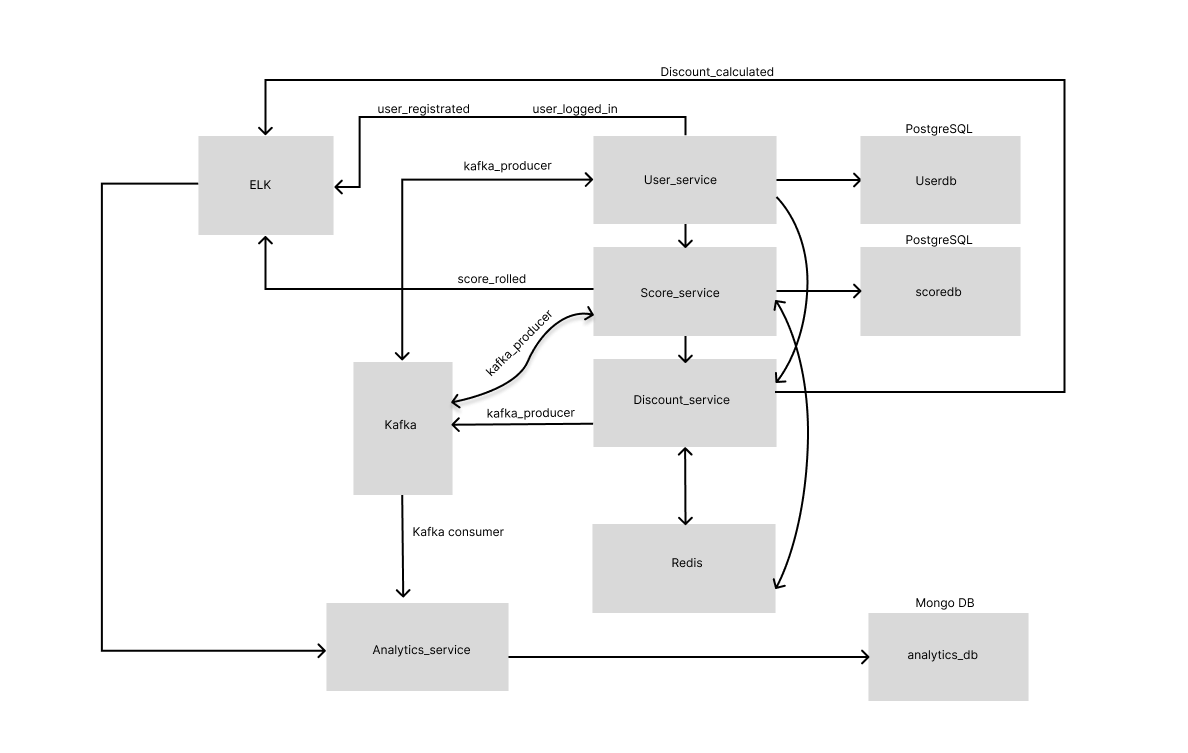 Discount_calculated
user_registrated
user_logged_in
PostgreSQL
kafka_producer
User_service
Userdb
ELK
PostgreSQL
score_rolled
Score_service
scoredb
kafka_producer
Discount_service
kafka_producer
Kafka
Kafka consumer
Redis
Mongo DB
Analytics_service
analytics_db